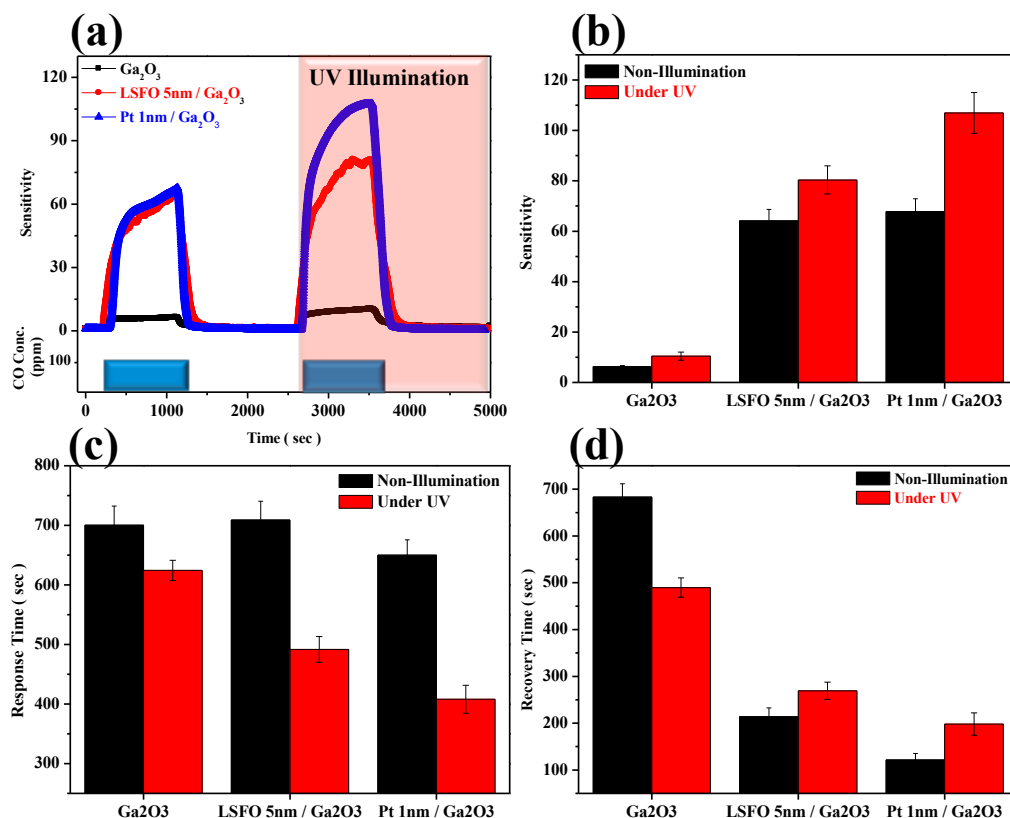 (a)
Ga₂O₃
LSFO 5nm / Ga₂O₃
Pt 1nm / Ga₂O₃
UV Illumination
120
90
60
30
0
100
Sensitivity
CO Conc.
(ppm)
0
1000
2000
3000
4000
5000
Time ( sec )
(b)
Non-Illumination
Under UV
120
100
80
60
40
20
0
Sensitivity
Ga2O3
LSFO 5nm / Ga2O3
Pt 1nm / Ga2O3
(c)
Non-Illumination
Under UV
800
700
600
500
400
300
Response Time ( sec )
Ga2O3
LSFO 5nm / Ga2O3
Pt 1nm / Ga2O3
(d)
Non-Illumination
Under UV
700
600
500
400
300
200
100
Recovery Time ( sec )
Ga2O3
LSFO 5nm / Ga2O3
Pt 1nm / Ga2O3